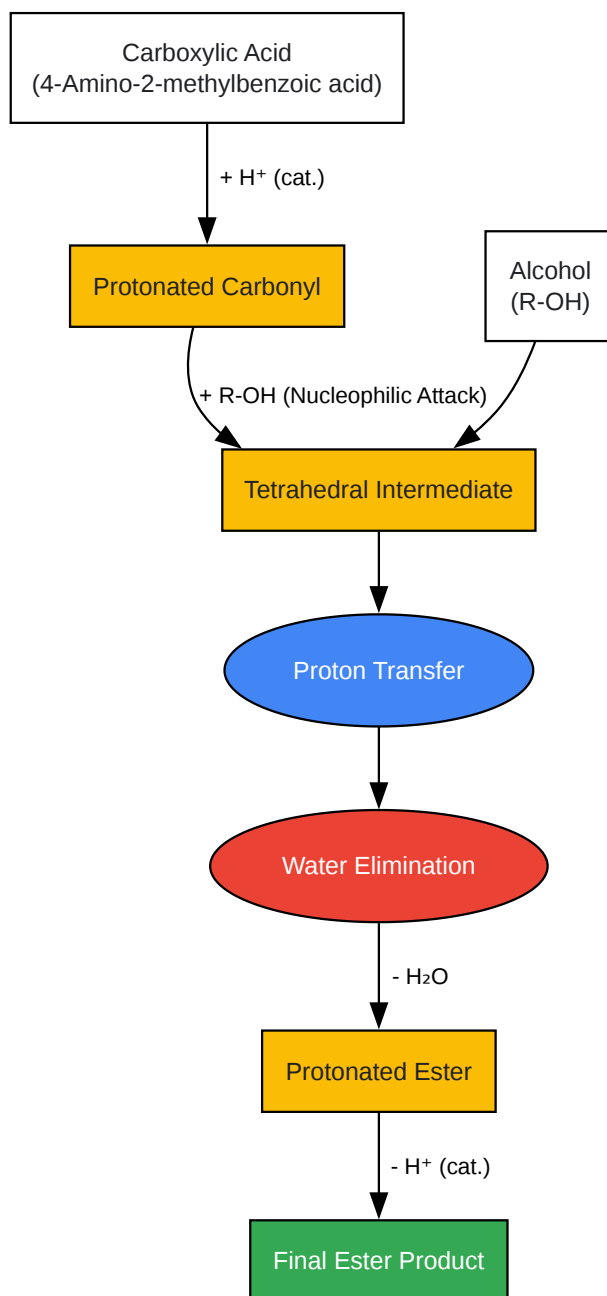 Carboxylic Acid
(4-Amino-2-methylbenzoic acid)
+ H⁺ (cat.)
Protonated Carbonyl
Alcohol
(R-OH)
+ R-OH (Nucleophilic Attack)
Tetrahedral Intermediate
Proton Transfer
Water Elimination
- H₂O
Protonated Ester
- H⁺ (cat.)
Final Ester Product